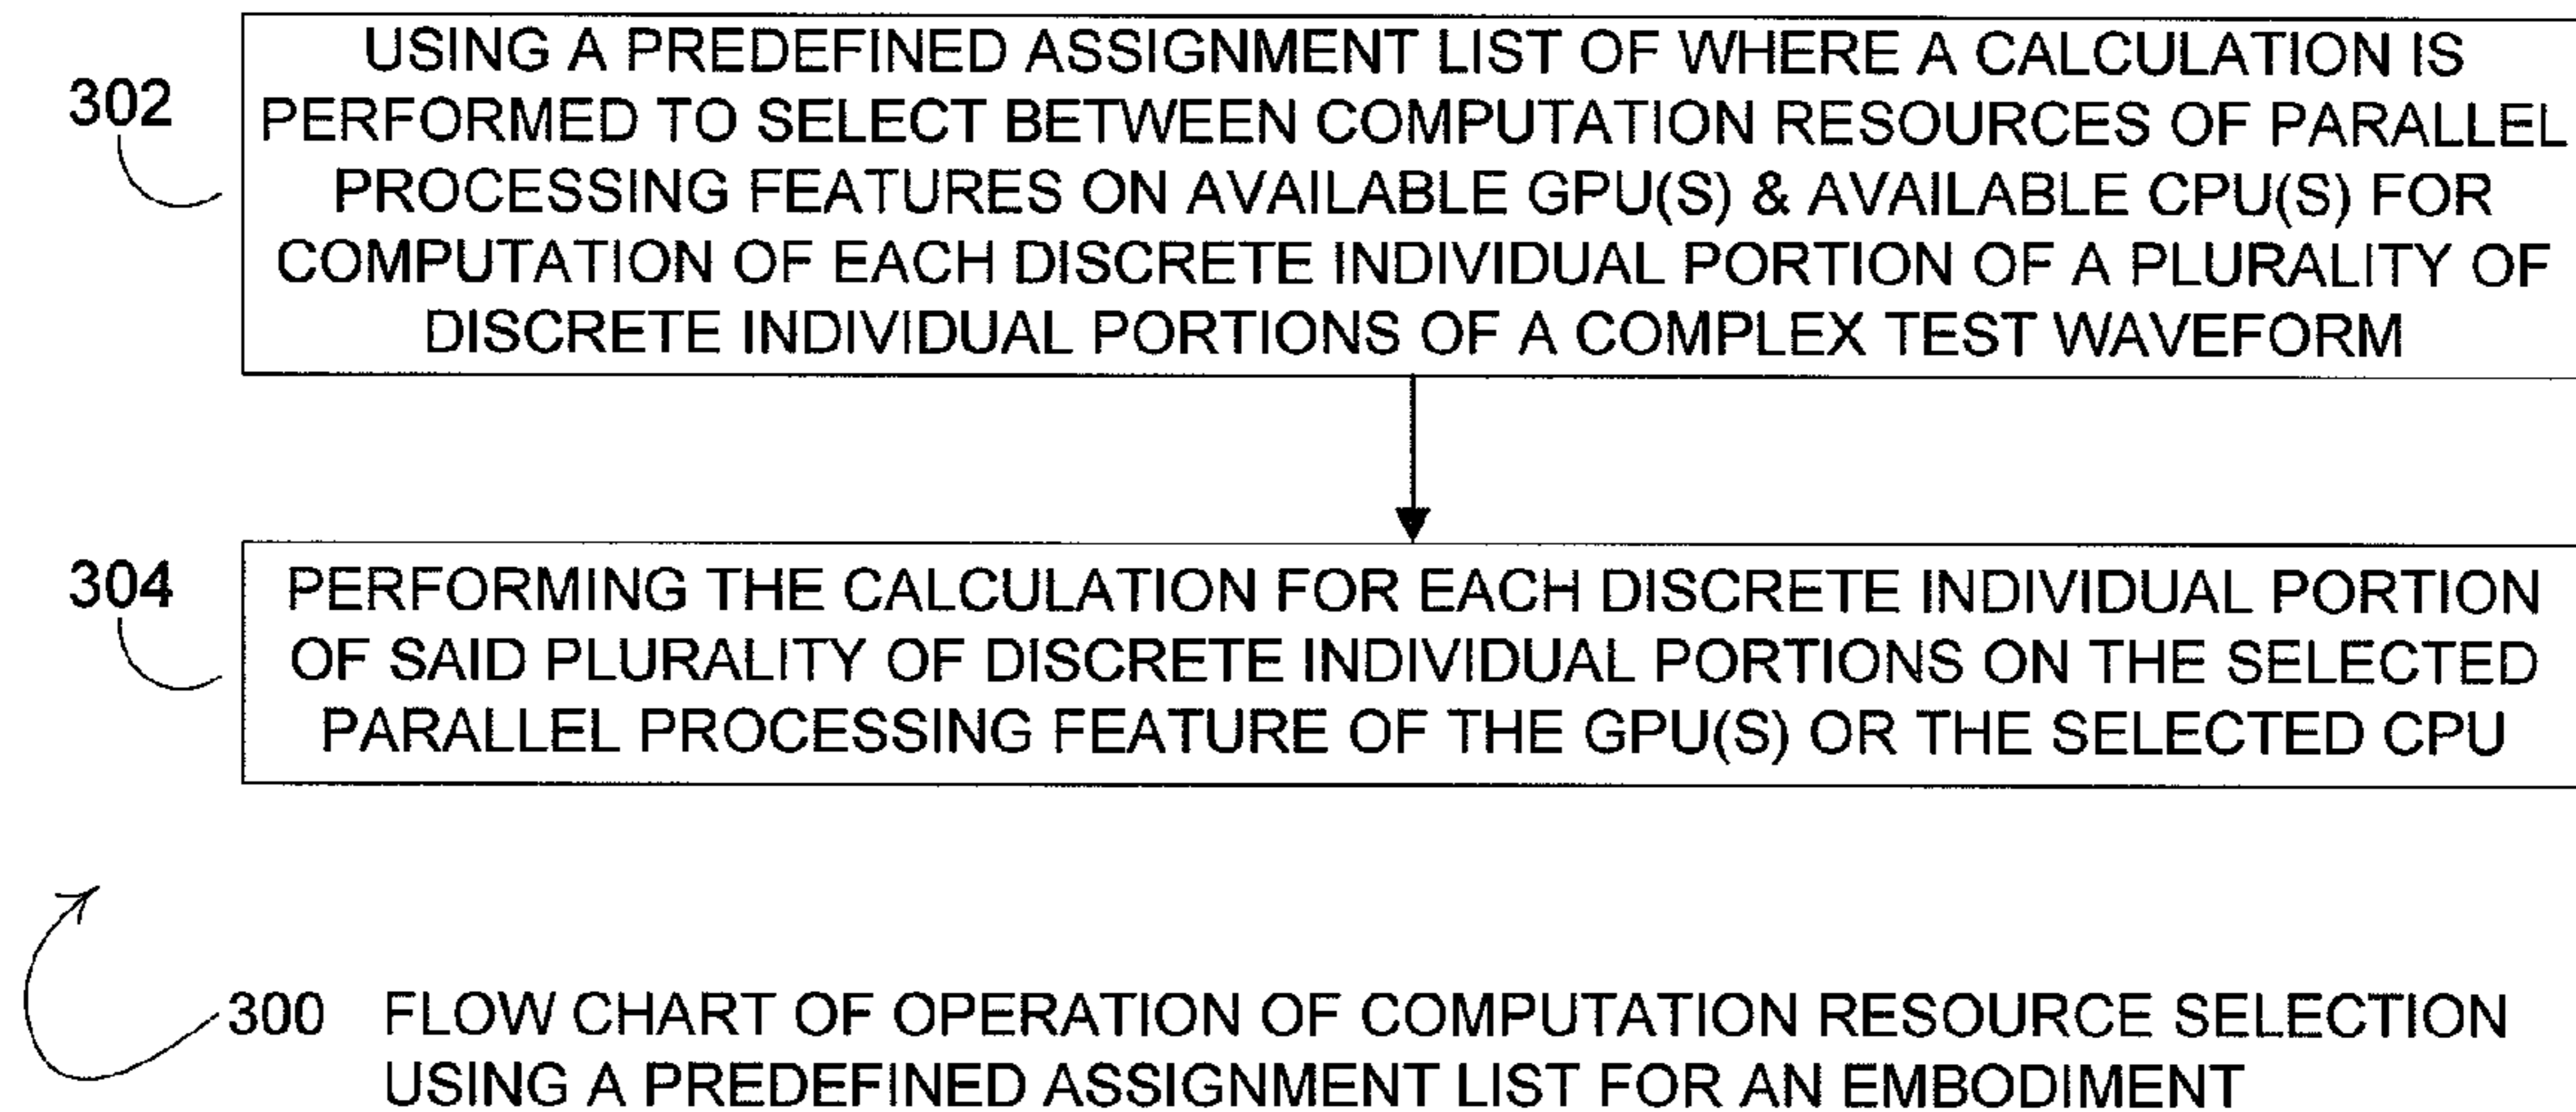 302
USING A PREDEFINED ASSIGNMENT LIST OF WHERE A CALCULATION IS
PERFORMED TO SELECT BETWEEN COMPUTATION RESOURCES OF PARALLEL
PROCESSING FEATURES ON AVAILABLE GPU(S) & AVAILABLE CPU(S) FOR
COMPUTATION OF EACH DISCRETE INDIVIDUAL PORTION OF A PLURALITY OF
DISCRETE INDIVIDUAL PORTIONS OF A COMPLEX TEST WAVEFORM
304
PERFORMING THE CALCULATION FOR EACH DISCRETE INDIVIDUAL PORTION
OF SAID PLURALITY OF DISCRETE INDIVIDUAL PORTIONS ON THE SELECTED
PARALLEL PROCESSING FEATURE OF THE GPU(S) OR THE SELECTED CPU
300 FLOW CHART OF OPERATION OF COMPUTATION RESOURCE SELECTION
USING A PREDEFINED ASSIGNMENT LIST FOR AN EMBODIMENT